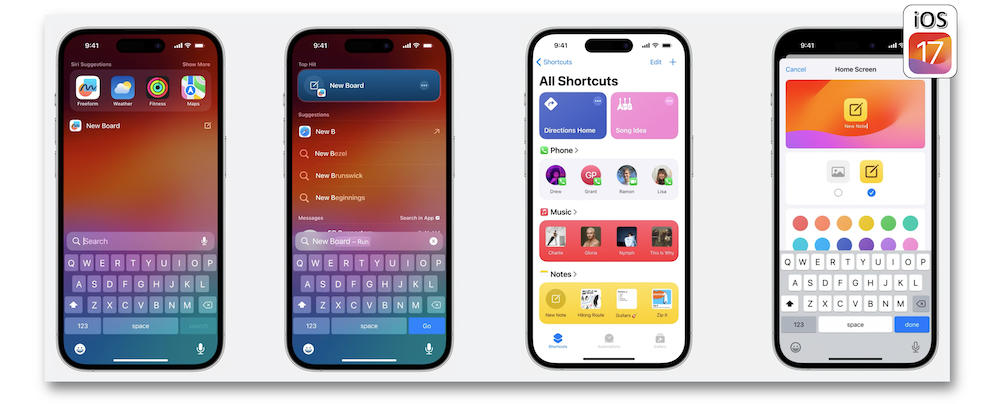 iOS
17
9:41
Siri Suggestions
Show More
Freeform
Weather
Fitness
Maps
New Board
Search
Q W E R T Y U I O P
A S D F G H J K L
Z X C V B N M
123
space
search
9:41
Top Hit
New Board
Suggestions
New B
New Bezel
New Brunswick
New Beginnings
Messages
Search in App
New Board – Run
Q W E R T Y U I O P
A S D F G H J K L
Z X C V B N M
123
space
Go
9:41
Shortcuts
Edit
All Shortcuts
Directions Home
Song Idea
Phone
GP
Drew
Grant
Ramon
Lisa
Music
Charlie
Gloria
Nymph
This Is Why
Notes
New Note
Hiking Route
Guitars 🎸
Zip It
Shortcuts
Automations
Gallery
9:41
Cancel
Home Screen
New Note
Q W E R T Y U I O P
A S D F G H J K L
Z X C V B N M
123
space
done